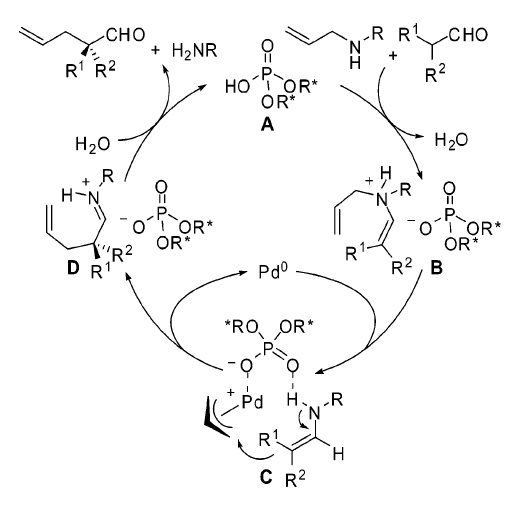 CHO
R¹ R²
+ H₂NR
O
P
HO OR*
OR*
A
N R
H
+
R¹ CHO
R²
H₂O
H₂O
H + N R
R¹ R²
D
O
⁻O P OR*
OR*
H
+ N R
R¹
R²
B
O
⁻O P OR*
OR*
Pd⁰
*RO OR*
P
⁻O O
+ Pd
H N R
R¹
H
R²
C